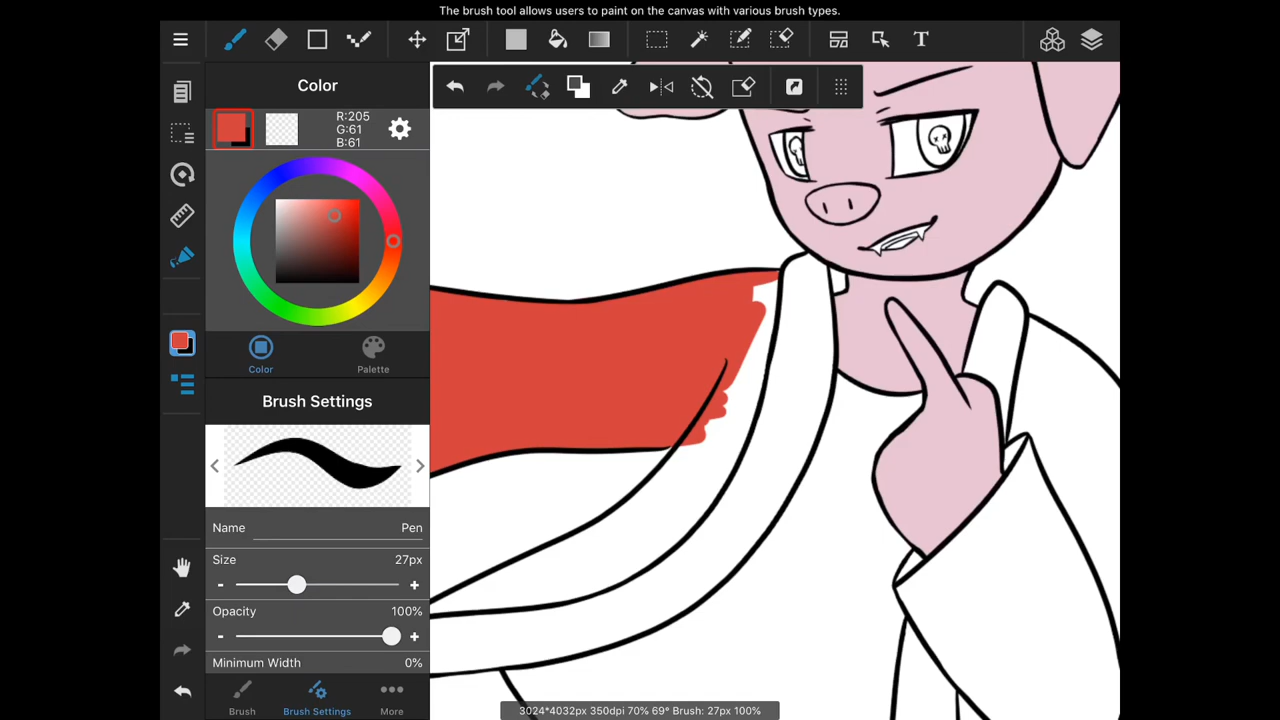 The brush tool allows users to paint on the canvas with various brush types.
T
Color
R:205
G:61
B:61
Color
Palette
Brush Settings
Name Pen
Size 27px
- +
Opacity 100%
- +
Minimum Width 0%
Brush Brush Settings More
3024*4032px 350dpi 70% 69° Brush: 27px 100%